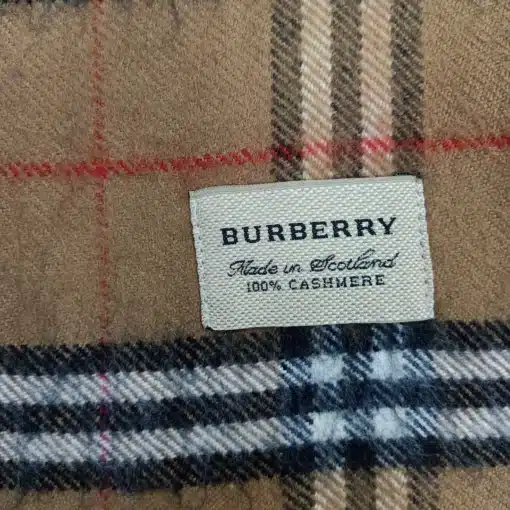 BURBERRY
Made in Scotland
100% CASHMERE